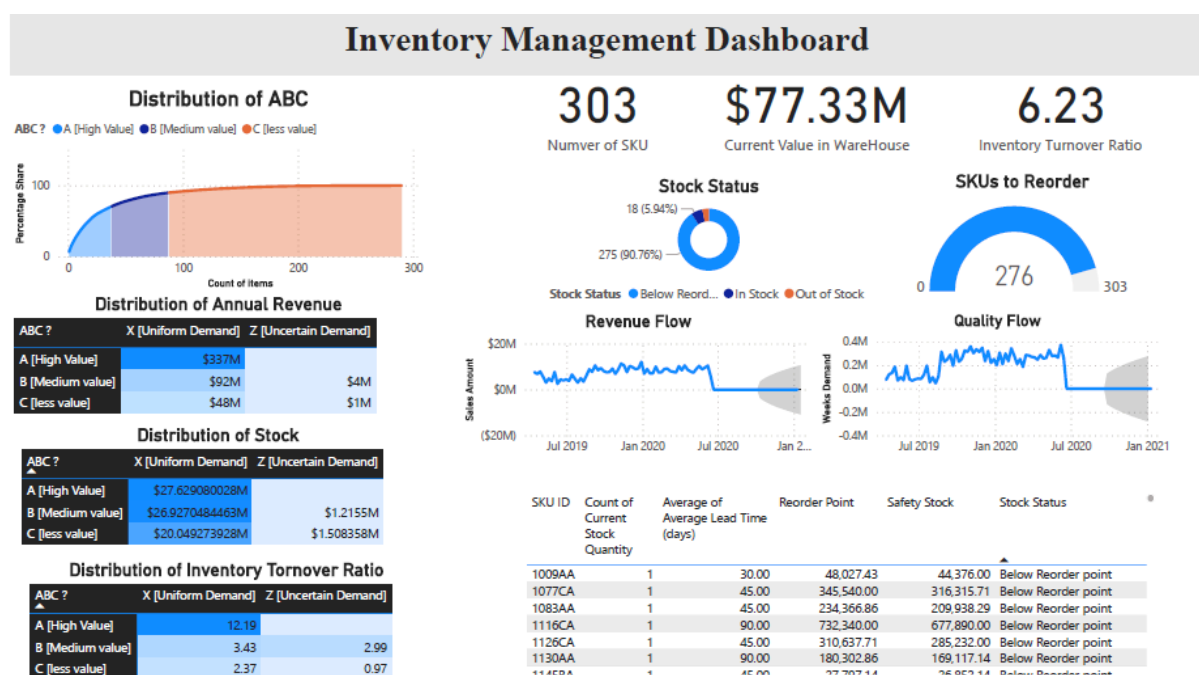 Inventory Management Dashboard
Distribution of ABC
ABC? A [High Value] B [Medium value] C [less value]
Percentage Share
100
0
0 100 200 300
Count of Items
303
Numver of SKU
$77.33M
Current Value in WareHouse
6.23
Inventory Turnover Ratio
Stock Status
18 (5.94%)
275 (90.76%)
Stock Status Below Reord... In Stock Out of Stock
SKUs to Reorder
276
0 303
Distribution of Annual Revenue
ABC ? X [Uniform Demand] Z [Uncertain Demand]
A [High Value] $337M
B [Medium value] $92M $4M
C [less value] $48M $1M
Revenue Flow
Sales Amount
$20M
$0M
($20M)
Jul 2019 Jan 2020 Jul 2020 Jan 2...
Quality Flow
Weeks Demand
0.4M
0.2M
0.0M
-0.2M
-0.4M
Jul 2019 Jan 2020 Jul 2020 Jan 2021
Distribution of Stock
ABC ? X [Uniform Demand] Z [Uncertain Demand]
A [High Value] $27.629080028M
B [Medium value] $26.9270484463M $1.2155M
C [less value] $20.049273928M $1.508358M
Distribution of Inventory Tornover Ratio
ABC ? X [Uniform Demand] Z [Uncertain Demand]
A [High Value] 12.19
B [Medium value] 3.43 2.99
C [less value] 2.37 0.97
SKU ID Count of Current Stock Quantity Average of Average Lead Time (days) Reorder Point Safety Stock Stock Status
1009AA 1 30.00 48,027.43 44,376.00 Below Reorder point
1077CA 1 45.00 345,540.00 316,315.71 Below Reorder point
1083AA 1 45.00 234,366.86 209,938.29 Below Reorder point
1116CA 1 90.00 732,340.00 677,890.00 Below Reorder point
1126CA 1 45.00 310,637.71 285,232.00 Below Reorder point
1130AA 1 90.00 180,302.86 169,117.14 Below Reorder point